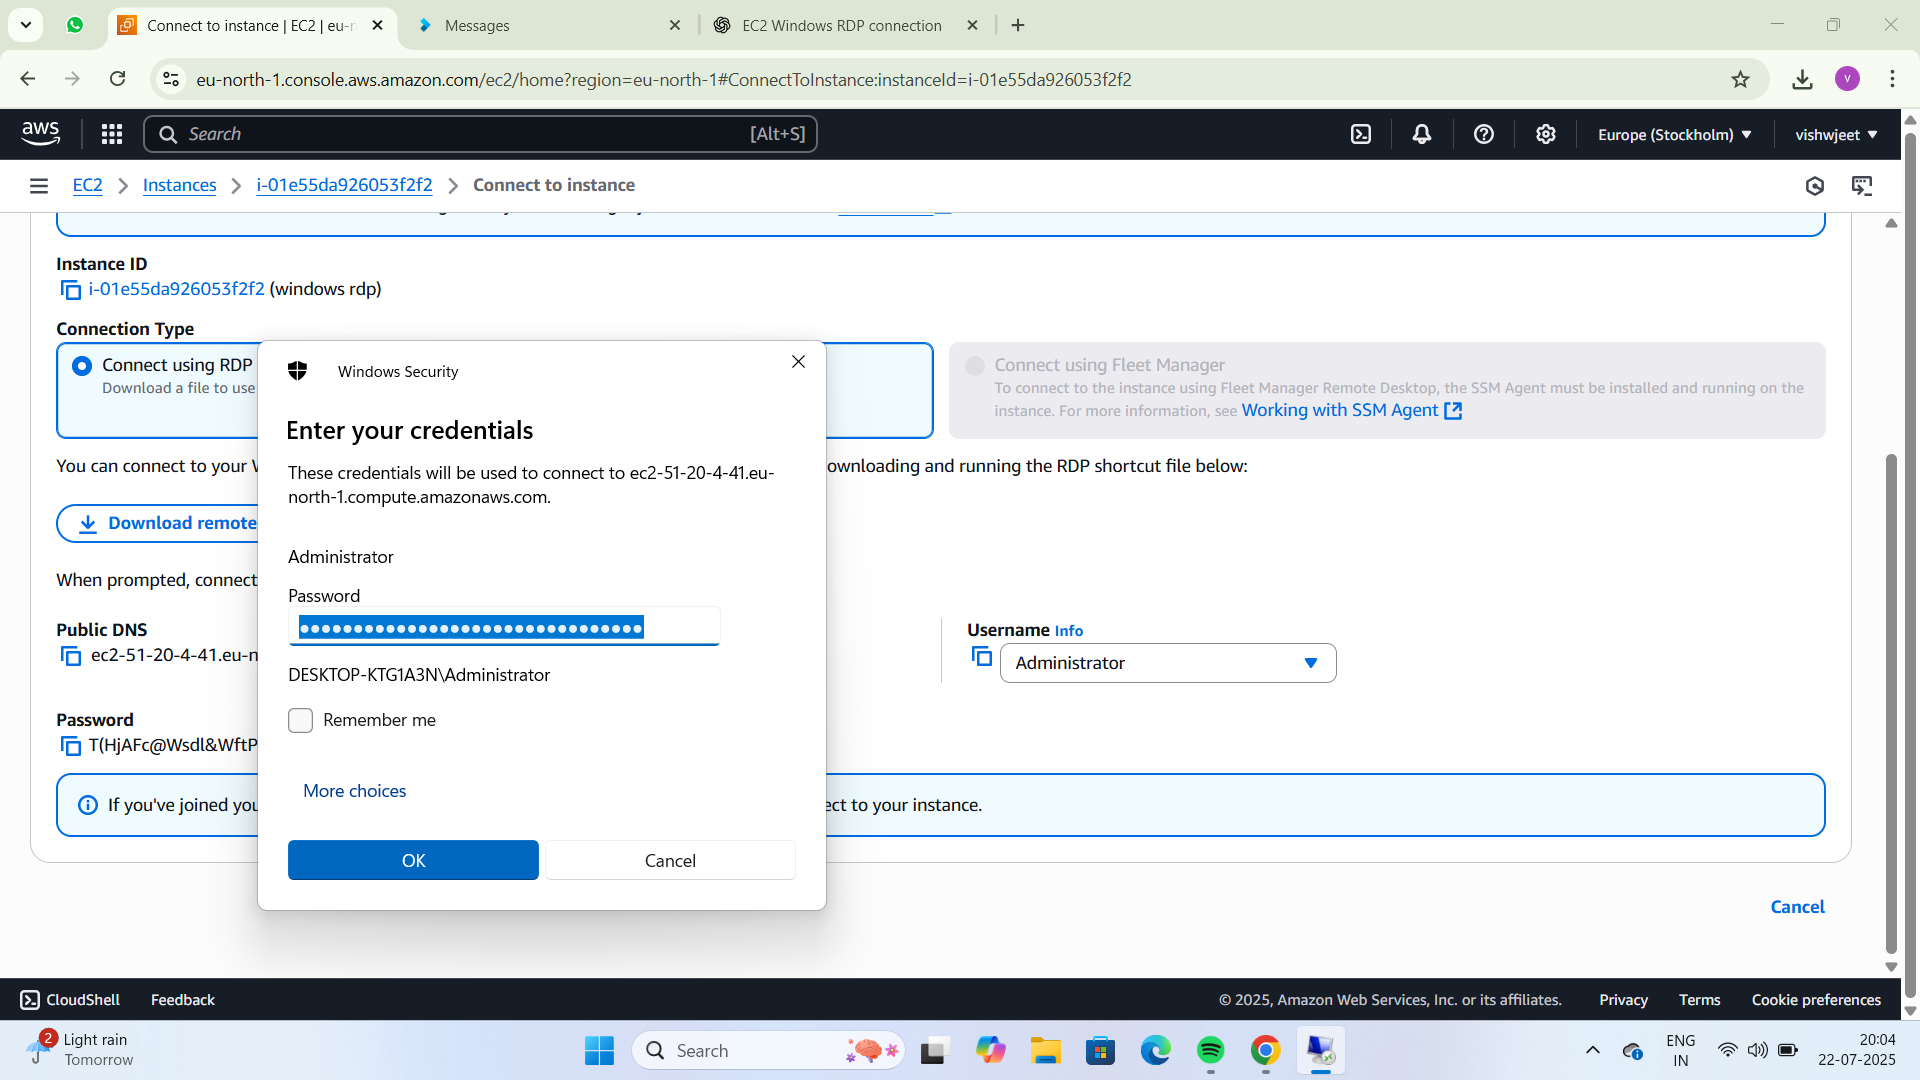 Connect to instance | EC2 | eu-n
Messages
EC2 Windows RDP connection
eu-north-1.console.aws.amazon.com/ec2/home?region=eu-north-1#ConnectToInstance:instanceId=i-01e55da926053f2f2
V
aws
Search
[Alt+S]
Europe (Stockholm)
vishwjeet
EC2
Instances
i-01e55da926053f2f2
Connect to instance
Instance ID
i-01e55da926053f2f2 (windows rdp)
Connection Type
Connect using RDP
Download a file to use
Connect using Fleet Manager
To connect to the instance using Fleet Manager Remote Desktop, the SSM Agent must be installed and running on the
instance. For more information, see Working with SSM Agent
You can connect to your W
ownloading and running the RDP shortcut file below:
Download remote
When prompted, connect
Public DNS
ec2-51-20-4-41.eu-n
Username Info
Administrator
Password
T(HjAFc@Wsdl&WftP
If you've joined you
ect to your instance.
Cancel
Windows Security
Enter your credentials
These credentials will be used to connect to ec2-51-20-4-41.eu-
north-1.compute.amazonaws.com.
Administrator
Password
DESKTOP-KTG1A3N\Administrator
Remember me
More choices
OK
Cancel
CloudShell
Feedback
© 2025, Amazon Web Services, Inc. or its affiliates.
Privacy
Terms
Cookie preferences
2
Light rain
Tomorrow
Search
ENG
IN
20:04
22-07-2025